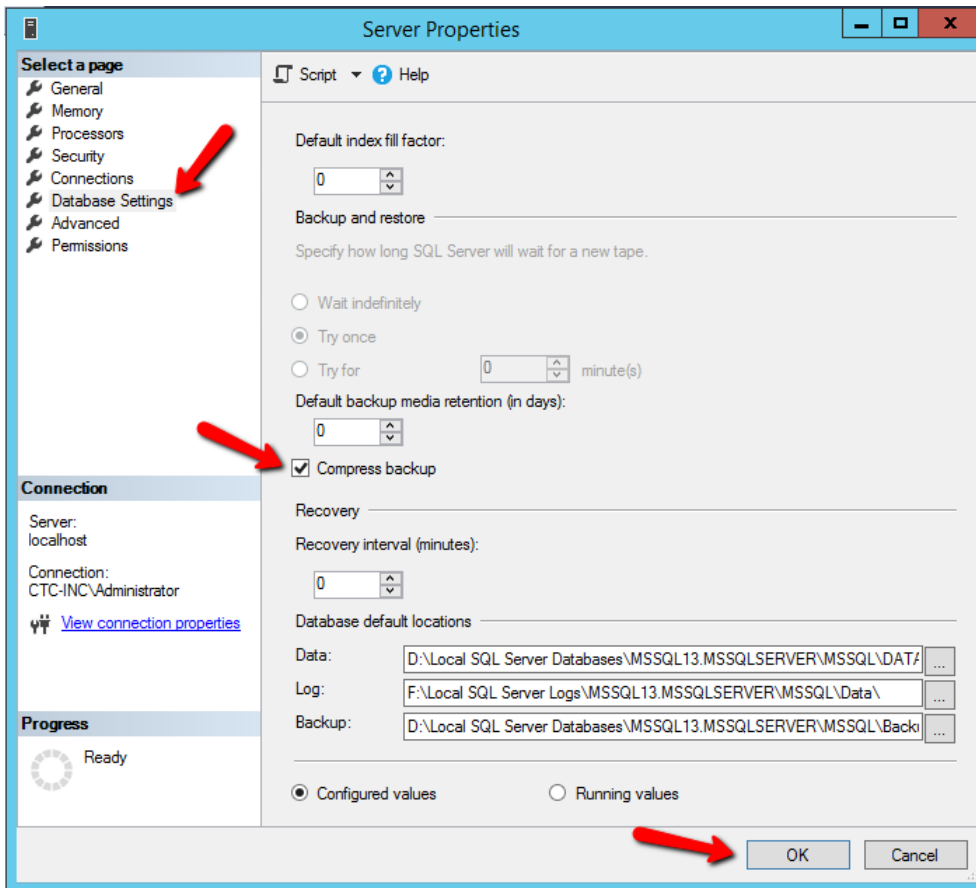 Server Properties
Select a page
General
Memory
Processors
Security
Connections
Database Settings
Advanced
Permissions
Script
Help
Default index fill factor:
0
Backup and restore
Specify how long SQL Server will wait for a new tape.
Wait indefinitely
Try once
Try for 0 minute(s)
Default backup media retention (in days):
0
Compress backup
Recovery
Recovery interval (minutes):
0
Database default locations
Data: D:\Local SQL Server Databases\MSSQL13.MSSQLSERVER\MSSQL\DATA ...
Log: F:\Local SQL Server Logs\MSSQL13.MSSQLSERVER\MSSQL\Data\ ...
Backup: D:\Local SQL Server Databases\MSSQL13.MSSQLSERVER\MSSQL\Back ...
Configured values
Running values
Connection
Server:
localhost
Connection:
CTC-INC\Administrator
View connection properties
Progress
Ready
OK
Cancel